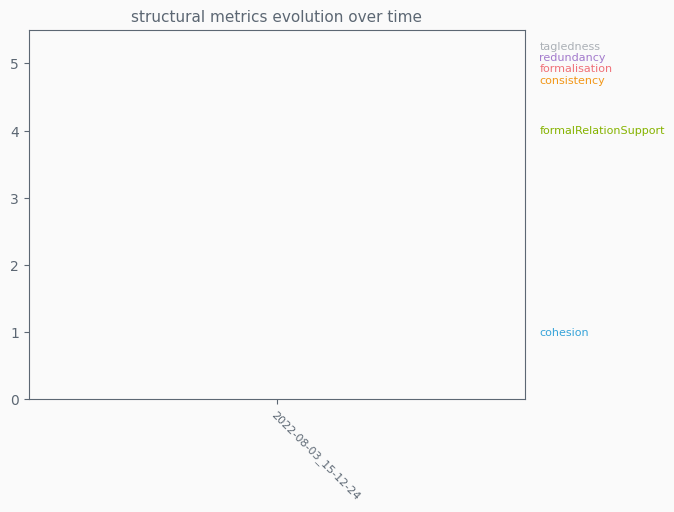 structural metrics evolution over time
5
4
3
2
1
0
2022-08-03_15-12-24
tagledness
redundancy
formalisation
consistency
formalRelationSupport
cohesion